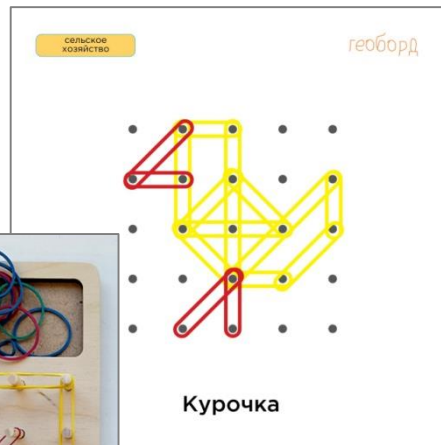 сельское
хозяйство
геоборд
Курочка